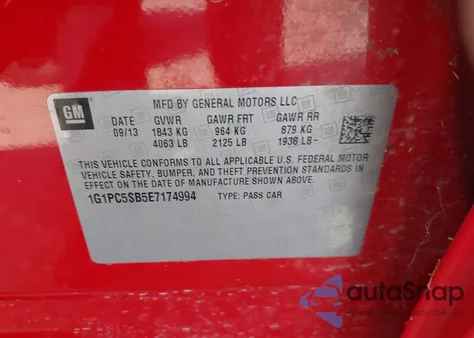 GM
MFD BY GENERAL MOTORS LLC
DATE GVWR GAWR FRT GAWR RR
09/13 1843 KG 964 KG 879 KG
4063 LB 2125 LB 1938 LB-
THIS VEHICLE CONFORMS TO ALL APPLICABLE U.S. FEDERAL MOTOR
VEHICLE SAFETY, BUMPER, AND THEFT PREVENTION STANDARDS IN
EFFECT ON THE DATE OF MANUFACTURE SHOWN ABOVE.
1G1PC5SB5E7174994 TYPE: PASS CAR
autoSnap